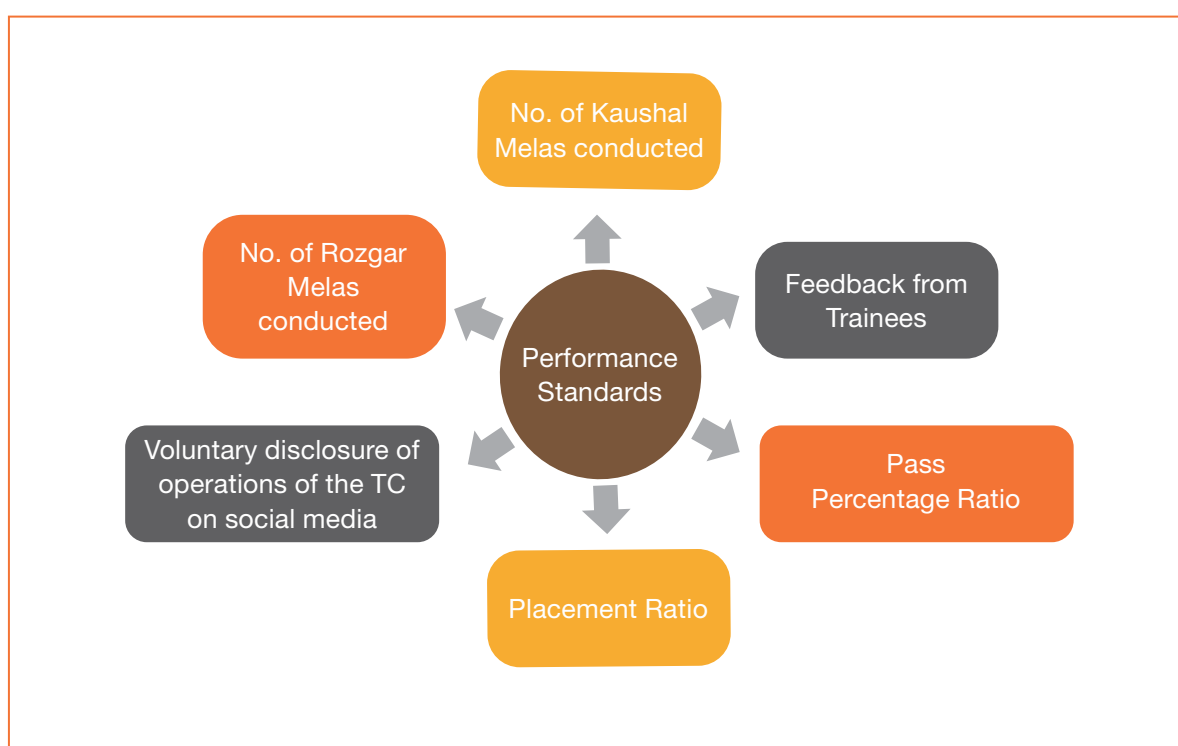 No. of Kaushal
Melas conducted
No. of Rozgar
Melas
conducted
Feedback from
Trainees
Performance
Standards
Voluntary disclosure of
operations of the TC
on social media
Pass
Percentage Ratio
Placement Ratio